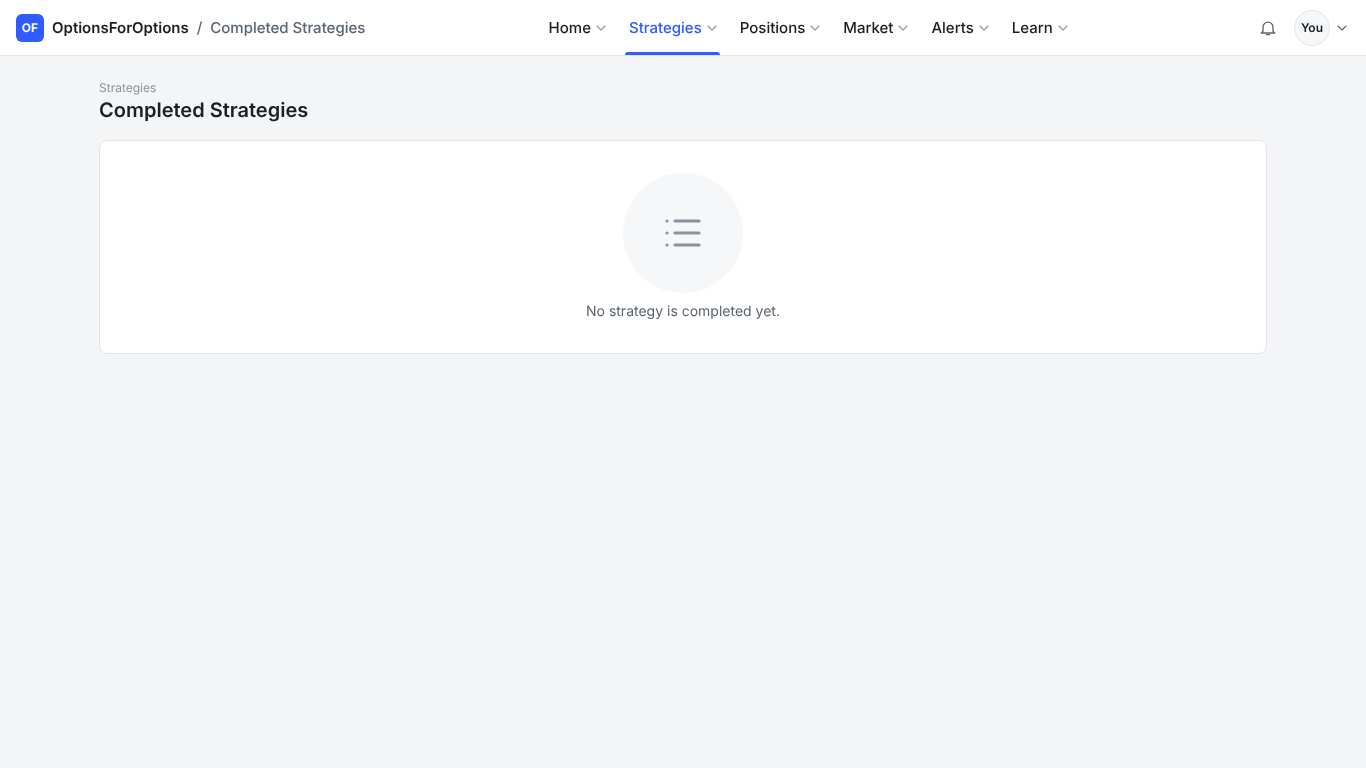 OF OptionsForOptions / Completed Strategies Home Strategies Positions Market Alerts Learn You
Strategies
Completed Strategies
No strategy is completed yet.